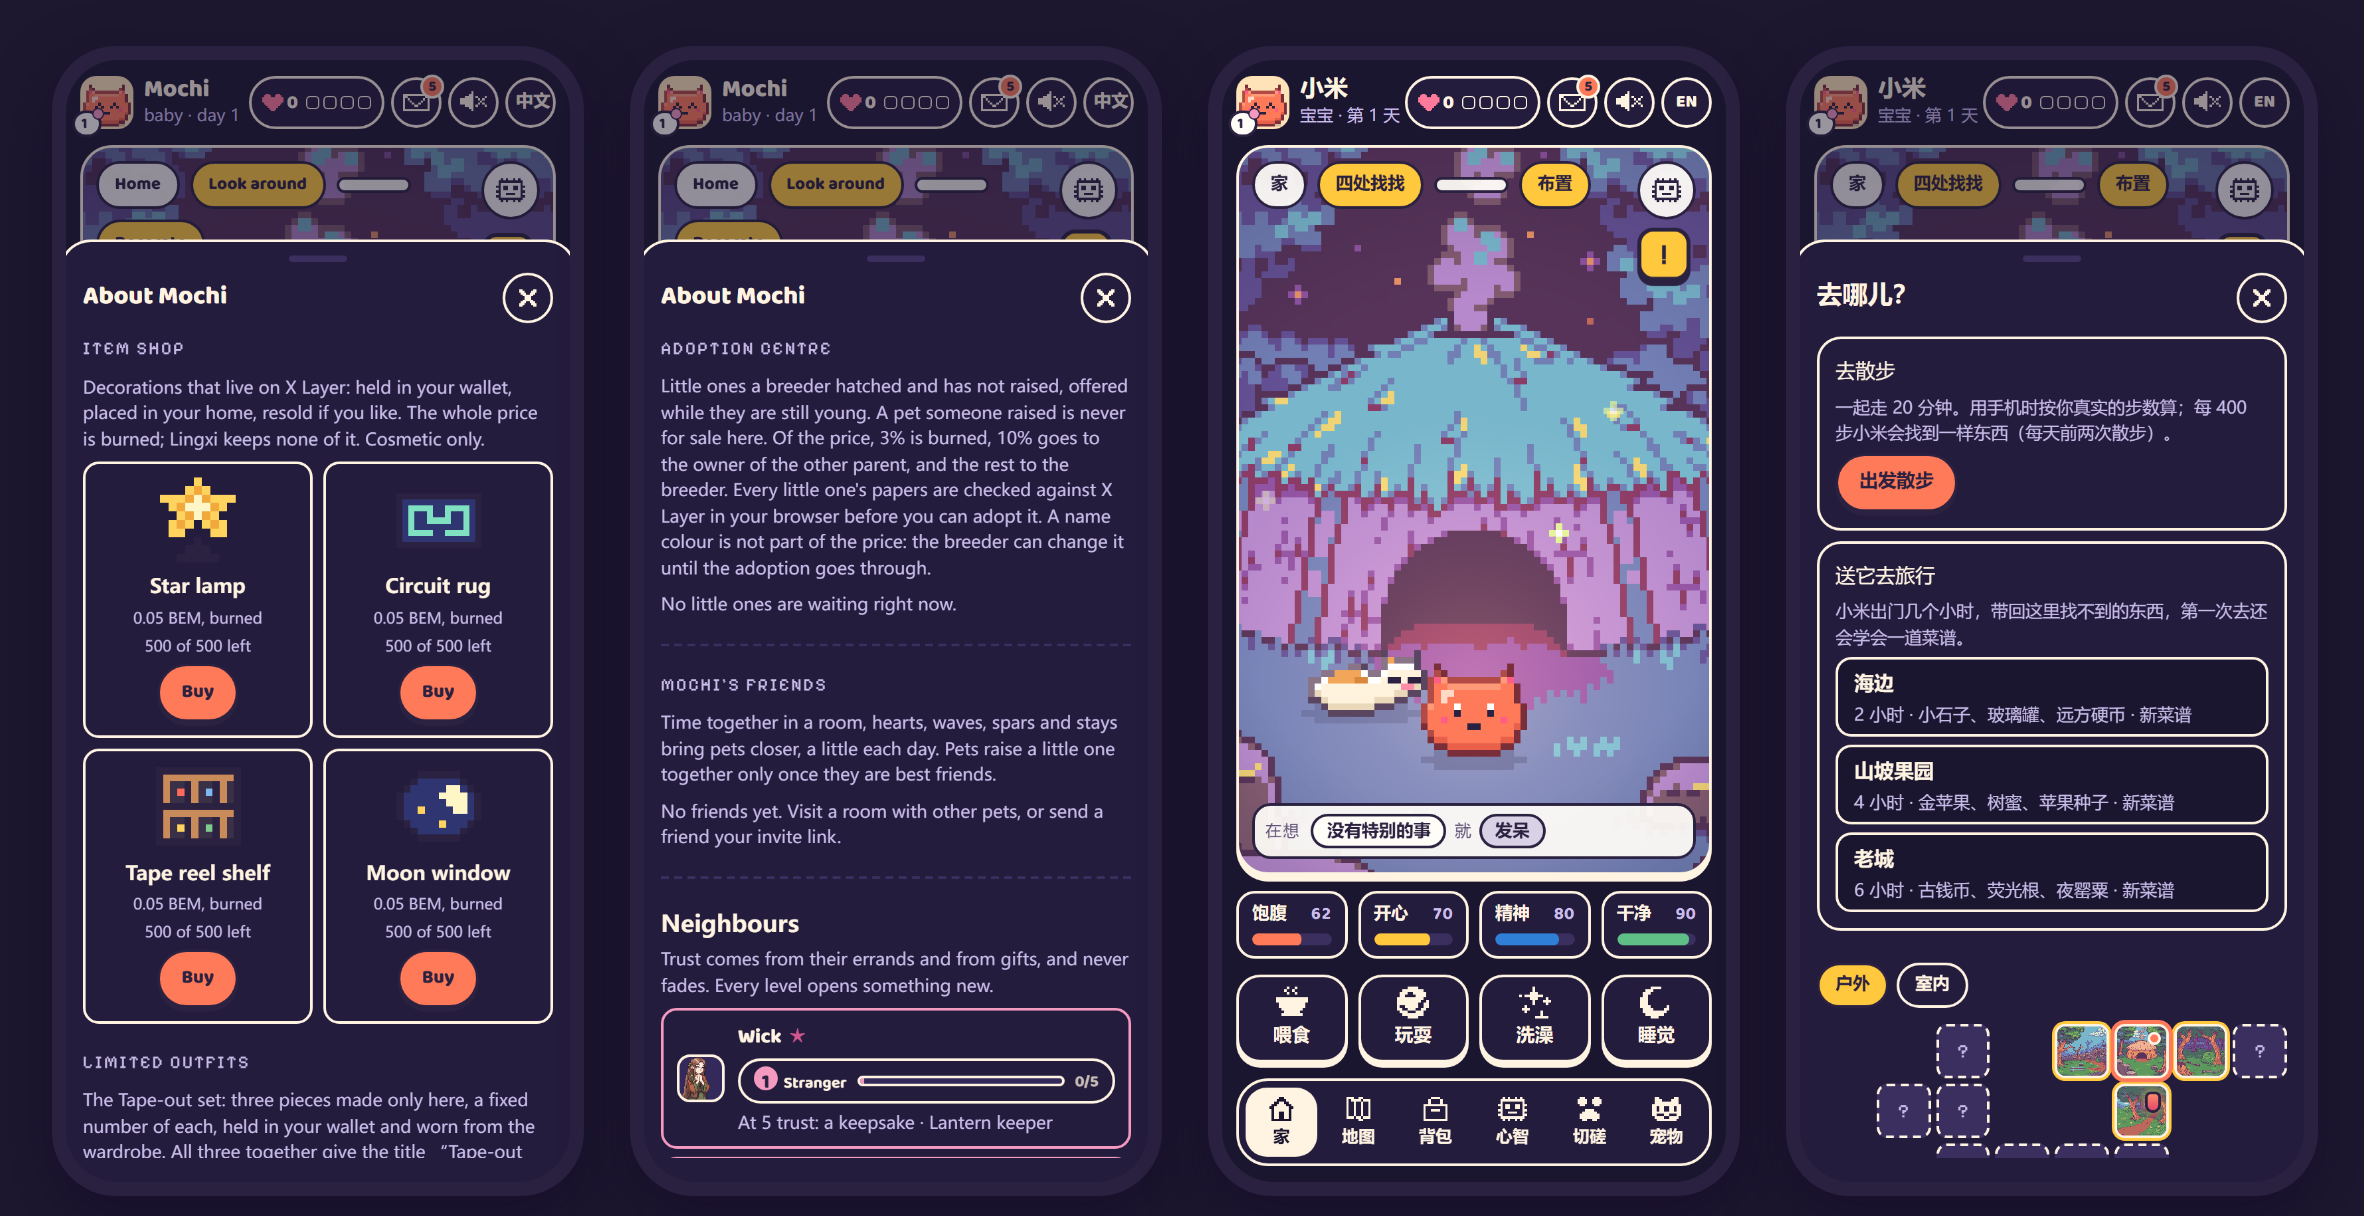 Mochi
baby · day 1
1
0
5
中文
Home
Look around
About Mochi
ITEM SHOP
Decorations that live on X Layer: held in your wallet,
placed in your home, resold if you like. The whole price
is burned; Lingxi keeps none of it. Cosmetic only.
Star lamp
0.05 BEM, burned
500 of 500 left
Buy
Circuit rug
0.05 BEM, burned
500 of 500 left
Buy
Tape reel shelf
0.05 BEM, burned
500 of 500 left
Buy
Moon window
0.05 BEM, burned
500 of 500 left
Buy
LIMITED OUTFITS
The Tape-out set: three pieces made only here, a fixed
number of each, held in your wallet and worn from the
wardrobe. All three together give the title “Tape-out
Mochi
baby · day 1
1
0
5
中文
Home
Look around
About Mochi
ADOPTION CENTRE
Little ones a breeder hatched and has not raised, offered
while they are still young. A pet someone raised is never
for sale here. Of the price, 3% is burned, 10% goes to
the owner of the other parent, and the rest to the
breeder. Every little one's papers are checked against X
Layer in your browser before you can adopt it. A name
colour is not part of the price: the breeder can change it
until the adoption goes through.
No little ones are waiting right now.
MOCHI'S FRIENDS
Time together in a room, hearts, waves, spars and stays
bring pets closer, a little each day. Pets raise a little one
together only once they are best friends.
No friends yet. Visit a room with other pets, or send a
friend your invite link.
Neighbours
Trust comes from their errands and from gifts, and never
fades. Every level opens something new.
Wick ★
1 Stranger 0/5
At 5 trust: a keepsake · Lantern keeper
小米
宝宝 · 第 1 天
1
0
5
EN
家
四处找找
布置
!
在想 没有特别的事 就 发呆
饱腹 62
开心 70
精神 80
干净 90
喂食
玩耍
洗澡
睡觉
家
地图
背包
心智
切磋
宠物
小米
宝宝 · 第 1 天
1
0
5
EN
家
四处找找
布置
去哪儿?
去散步
一起走 20 分钟。用手机时按你真实的步数算；每 400
步小米会找到一样东西（每天前两次散步）。
出发散步
送它去旅行
小米出门几个小时，带回这里找不到的东西，第一次去还
会学会一道菜谱。
海边
2 小时 · 小石子、玻璃罐、远方硬币 · 新菜谱
山坡果园
4 小时 · 金苹果、树蜜、苹果种子 · 新菜谱
老城
6 小时 · 古钱币、荧光根、夜罂粟 · 新菜谱
户外
室内
?
?
?
?